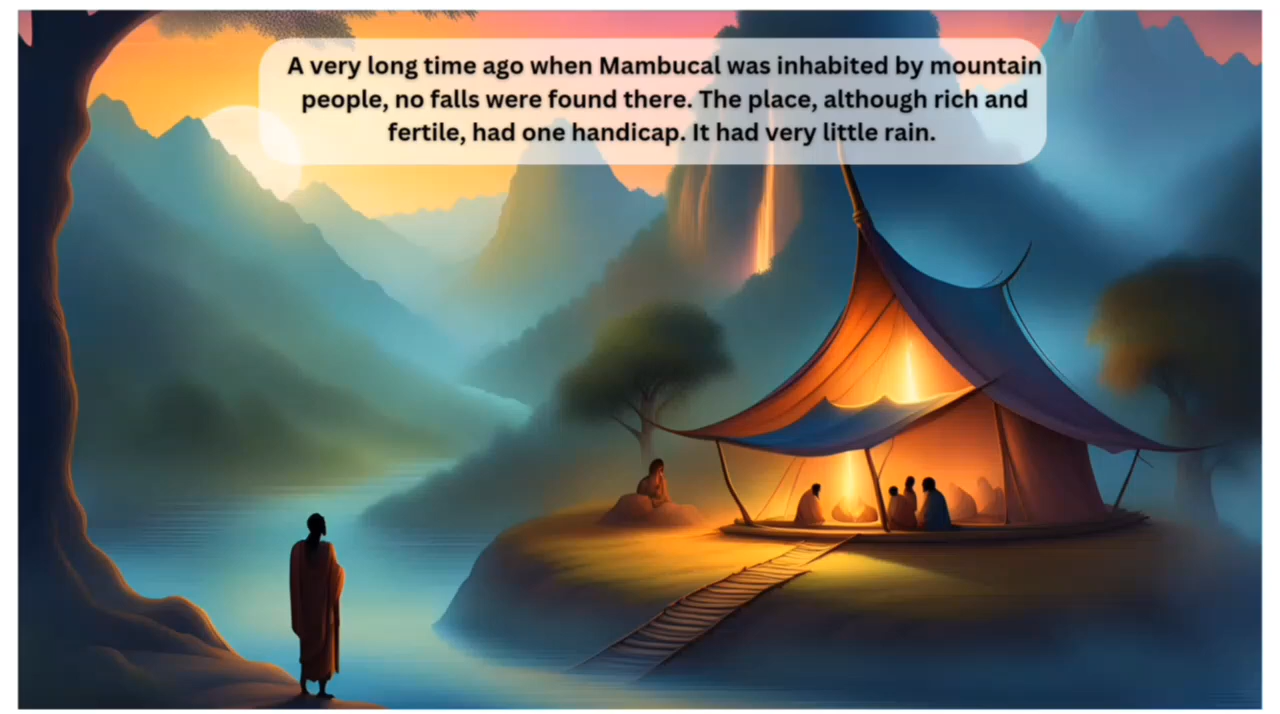 A very long time ago when Mambucal was inhabited by mountain
people, no falls were found there. The place, although rich and
fertile, had one handicap. It had very little rain.